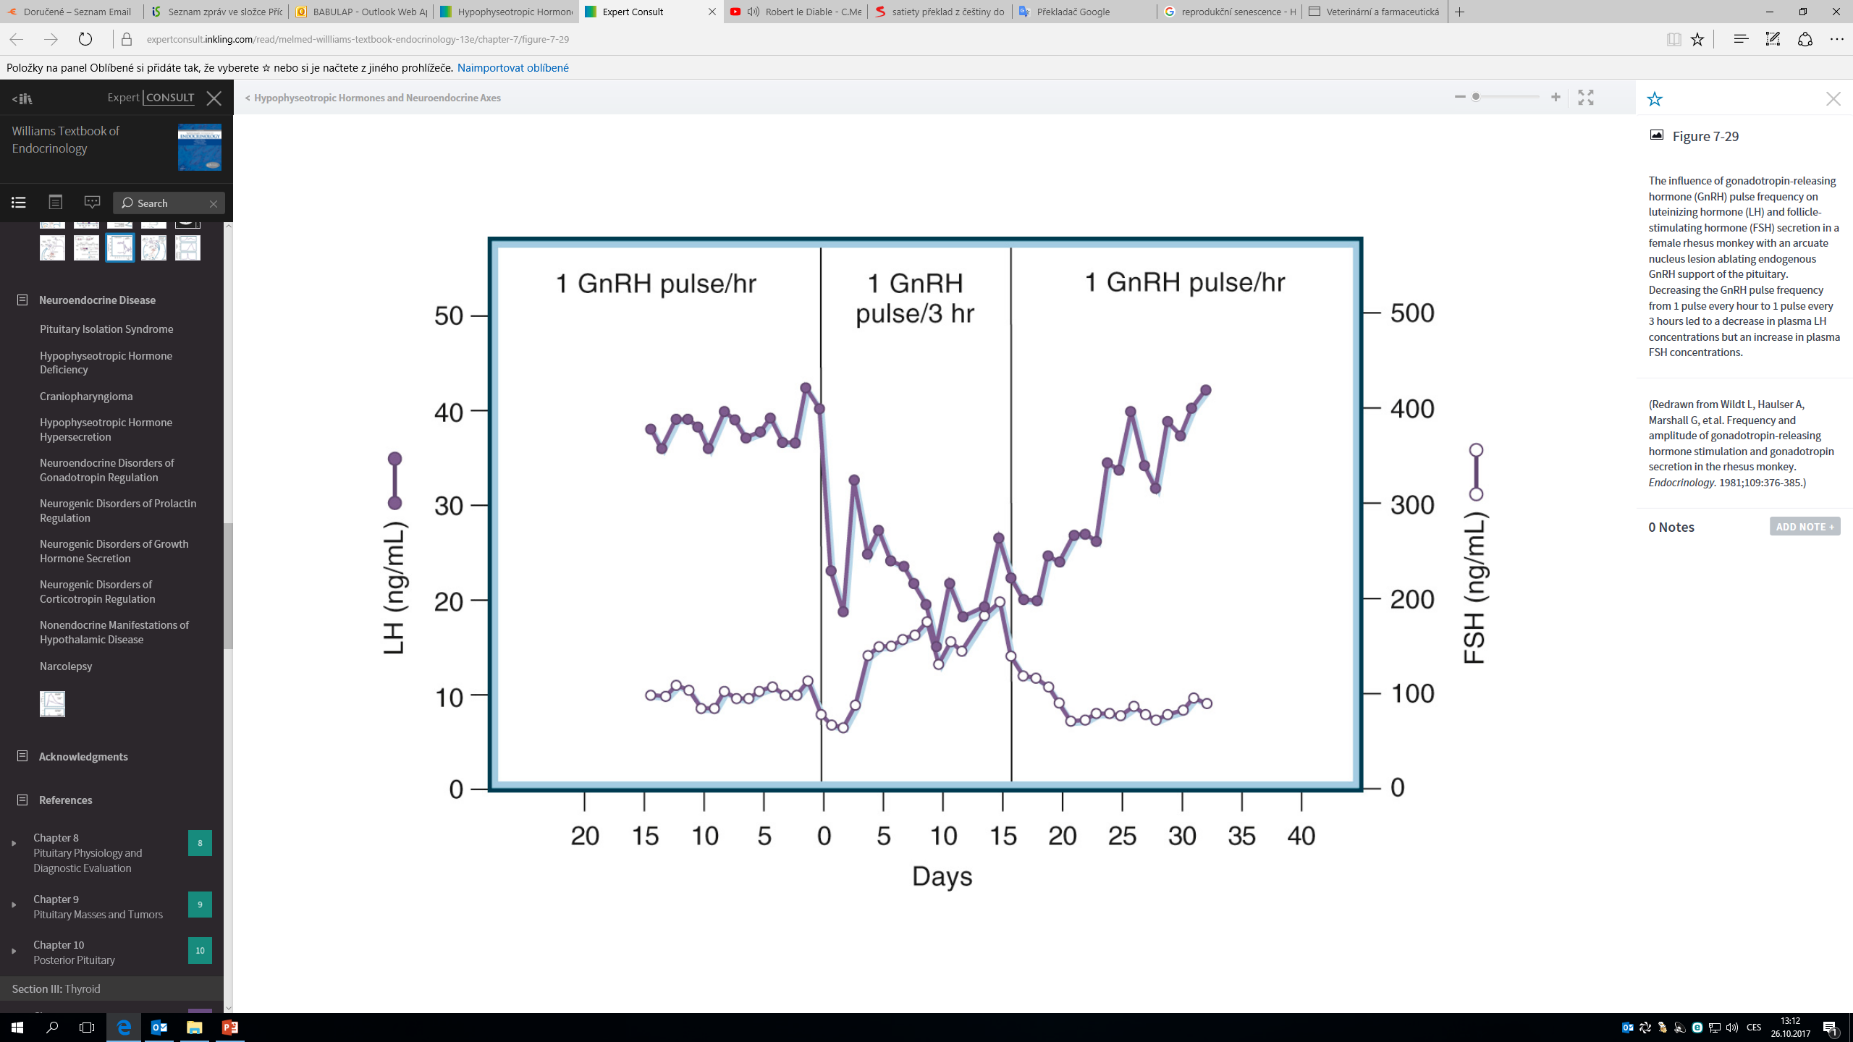 Doručené – Seznam Email
Seznam zpráv ve složce Příc
BABULAP - Outlook Web Ap
Hypophyseotropic Hormone
Expert Consult
Robert le Diable - C.Me
satiety překlad z češtiny do
Překladač Google
reprodukční senescence - H
Veterinární a farmaceutická
expertconsult.inkling.com/read/melmed-williams-textbook-endocrinology-13e/chapter-7/figure-7-29
Položky na panel Oblíbené si přidáte tak, že vyberete ☆ nebo si je načtete z jiného prohlížeče. Naimportovat oblíbené
Expert CONSULT
Williams Textbook of
Endocrinology
Search
Neuroendocrine Disease
Pituitary Isolation Syndrome
Hypophyseotropic Hormone
Deficiency
Craniopharyngioma
Hypophyseotropic Hormone
Hypersecretion
Neuroendocrine Disorders of
Gonadotropin Regulation
Neurogenic Disorders of Prolactin
Regulation
Neurogenic Disorders of Growth
Hormone Secretion
Neurogenic Disorders of
Corticotropin Regulation
Nonendocrine Manifestations of
Hypothalamic Disease
Narcolepsy
Acknowledgments
References
Chapter 8
Pituitary Physiology and
Diagnostic Evaluation
8
Chapter 9
Pituitary Masses and Tumors
9
Chapter 10
Posterior Pituitary
10
Section III: Thyroid
< Hypophyseotropic Hormones and Neuroendocrine Axes
1 GnRH pulse/hr
1 GnRH
pulse/3 hr
1 GnRH pulse/hr
50
40
30
20
10
0
LH (ng/mL)
500
400
300
200
100
0
FSH (ng/mL)
20 15 10 5 0 5 10 15 20 25 30 35 40
Days
Figure 7-29
The influence of gonadotropin-releasing
hormone (GnRH) pulse frequency on
luteinizing hormone (LH) and follicle-
stimulating hormone (FSH) secretion in a
female rhesus monkey with an arcuate
nucleus lesion ablating endogenous
GnRH support of the pituitary.
Decreasing the GnRH pulse frequency
from 1 pulse every hour to 1 pulse every
3 hours led to a decrease in plasma LH
concentrations but an increase in plasma
FSH concentrations.
(Redrawn from Wildt L, Haulser A,
Marshall G, et al. Frequency and
amplitude of gonadotropin-releasing
hormone stimulation and gonadotropin
secretion in the rhesus monkey.
Endocrinology. 1981;109:376-385.)
0 Notes
ADD NOTE +
CES
13:12
26.10.2017